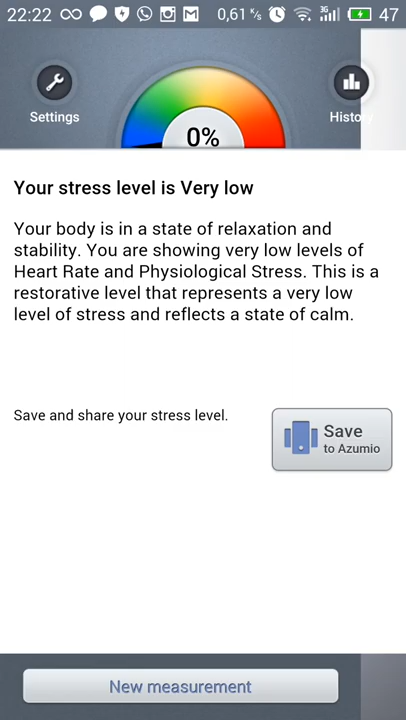 22:22 0,61 K/s 3G 47
Settings
History
0%
Your stress level is Very low
Your body is in a state of relaxation and
stability. You are showing very low levels of
Heart Rate and Physiological Stress. This is a
restorative level that represents a very low
level of stress and reflects a state of calm.
Save and share your stress level.
Save
to Azumio
New measurement